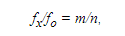 fx/fo = m/n,